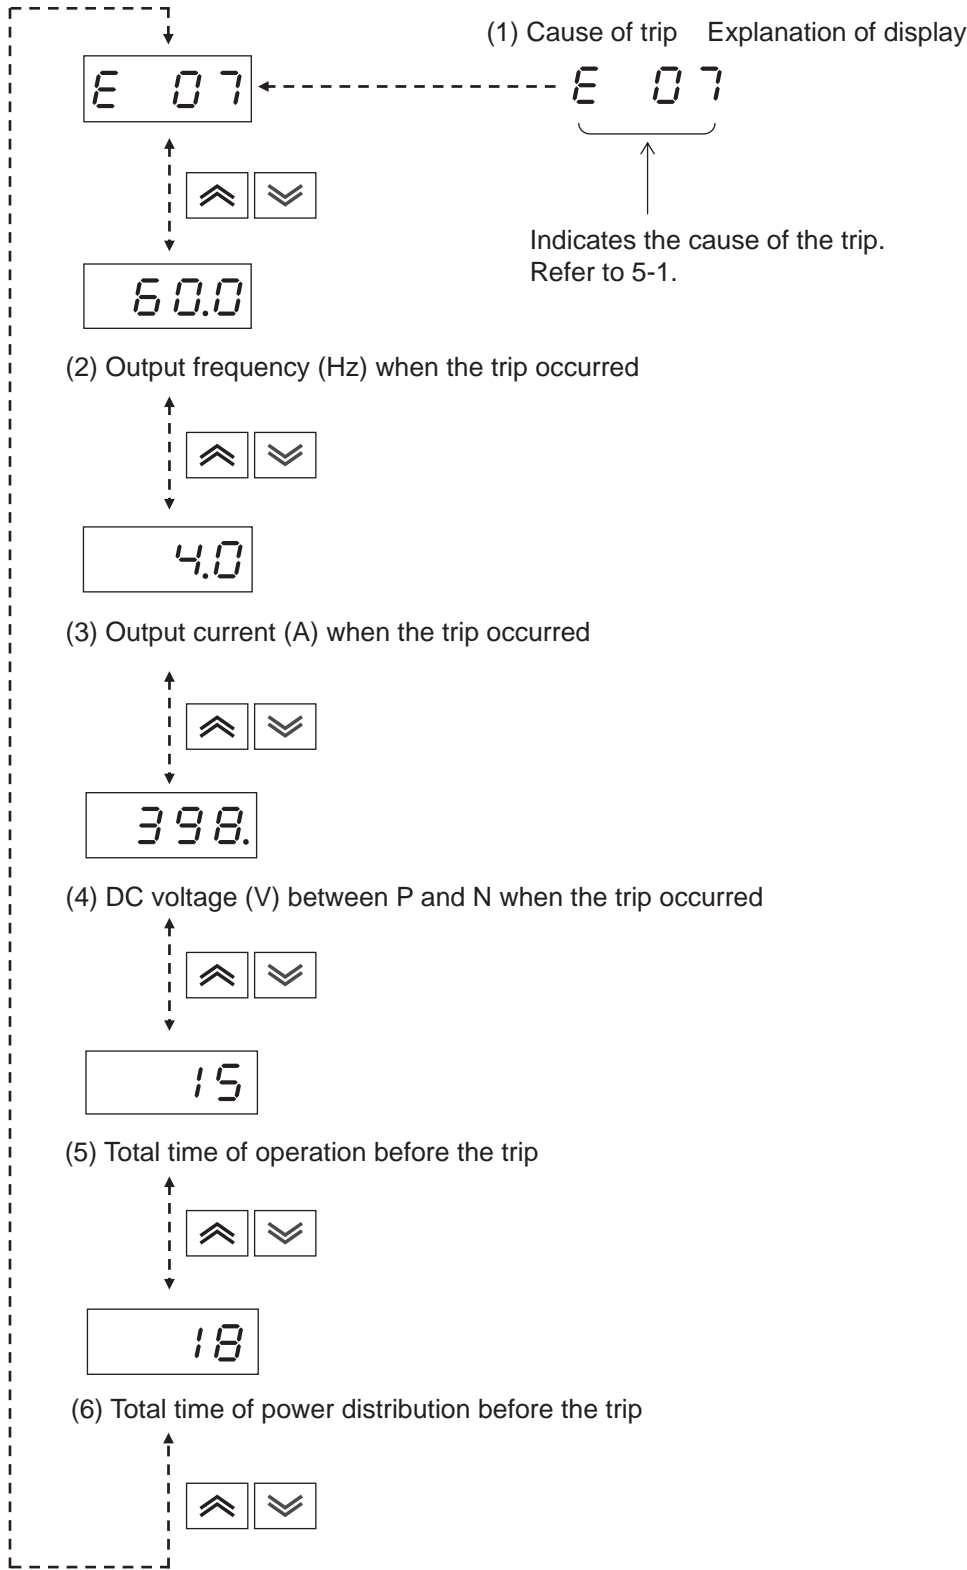 (1) Cause of trip Explanation of display
E 07
E 07
Indicates the cause of the trip.
Refer to 5-1.
60.0
(2) Output frequency (Hz) when the trip occurred
4.0
(3) Output current (A) when the trip occurred
398.
(4) DC voltage (V) between P and N when the trip occurred
15
(5) Total time of operation before the trip
18
(6) Total time of power distribution before the trip